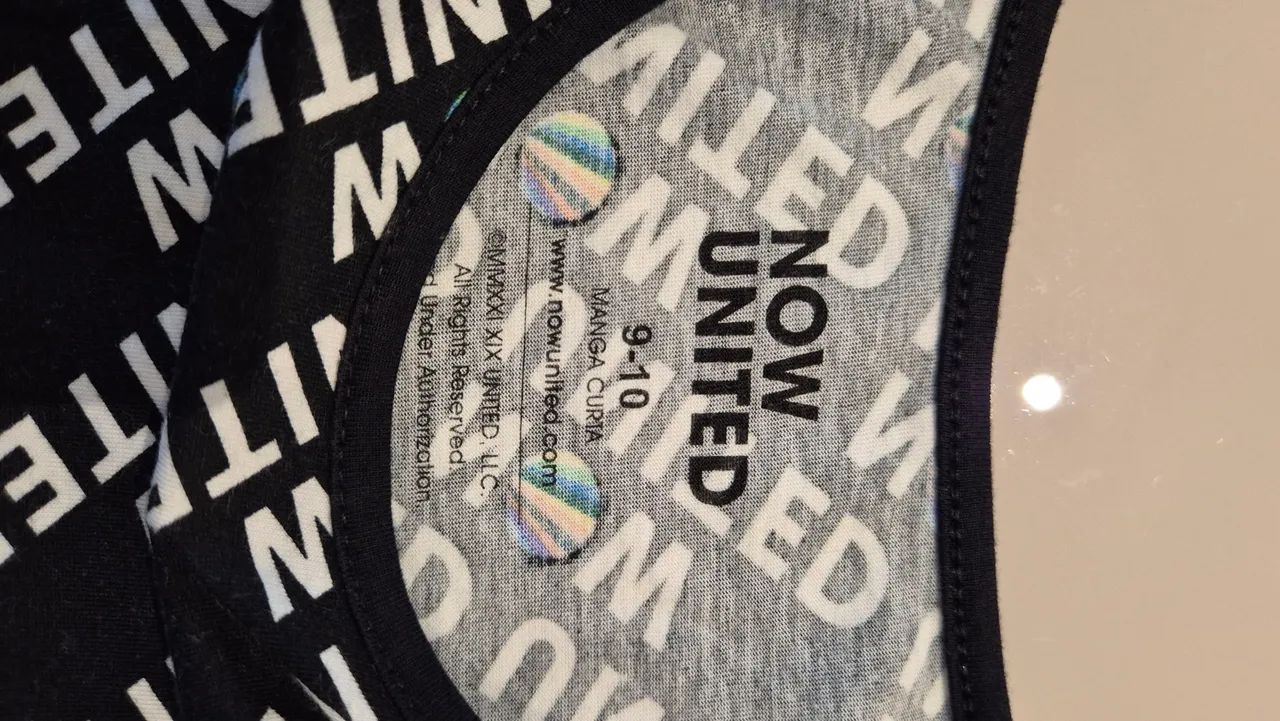 NOW
UNITED
9-10
MANGA CURTA
www.nowunited.com
©MMXXI XIX UNITED, LLC.
All Rights Reserved
Under Authorization.